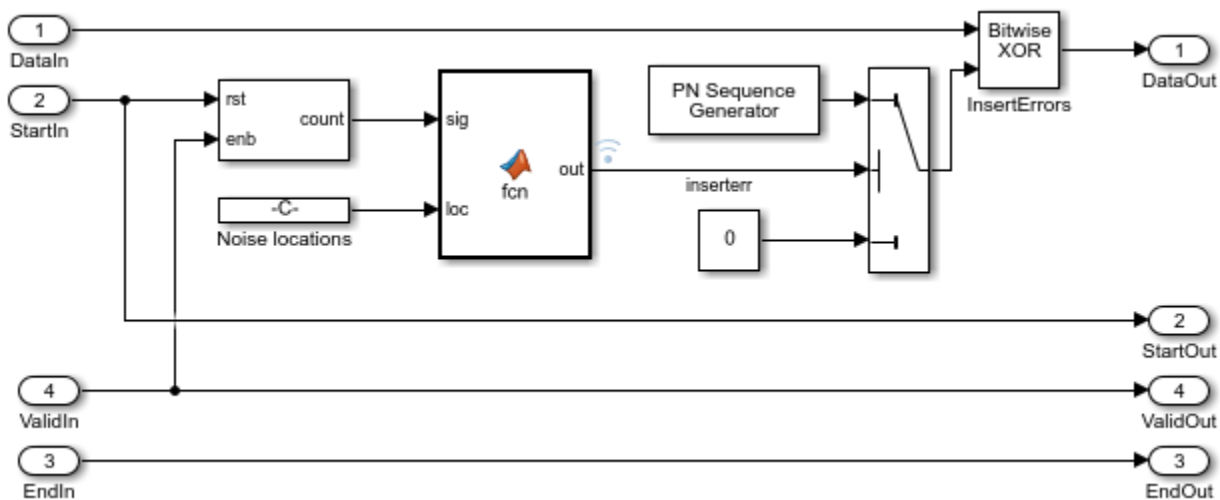 1
DataIn
2
StartIn
rst
enb
count
-C-
Noise locations
sig
loc
fcn
out
inserterr
PN Sequence
Generator
0
Bitwise
XOR
InsertErrors
1
DataOut
2
StartOut
4
ValidIn
4
ValidOut
3
EndIn
3
EndOut